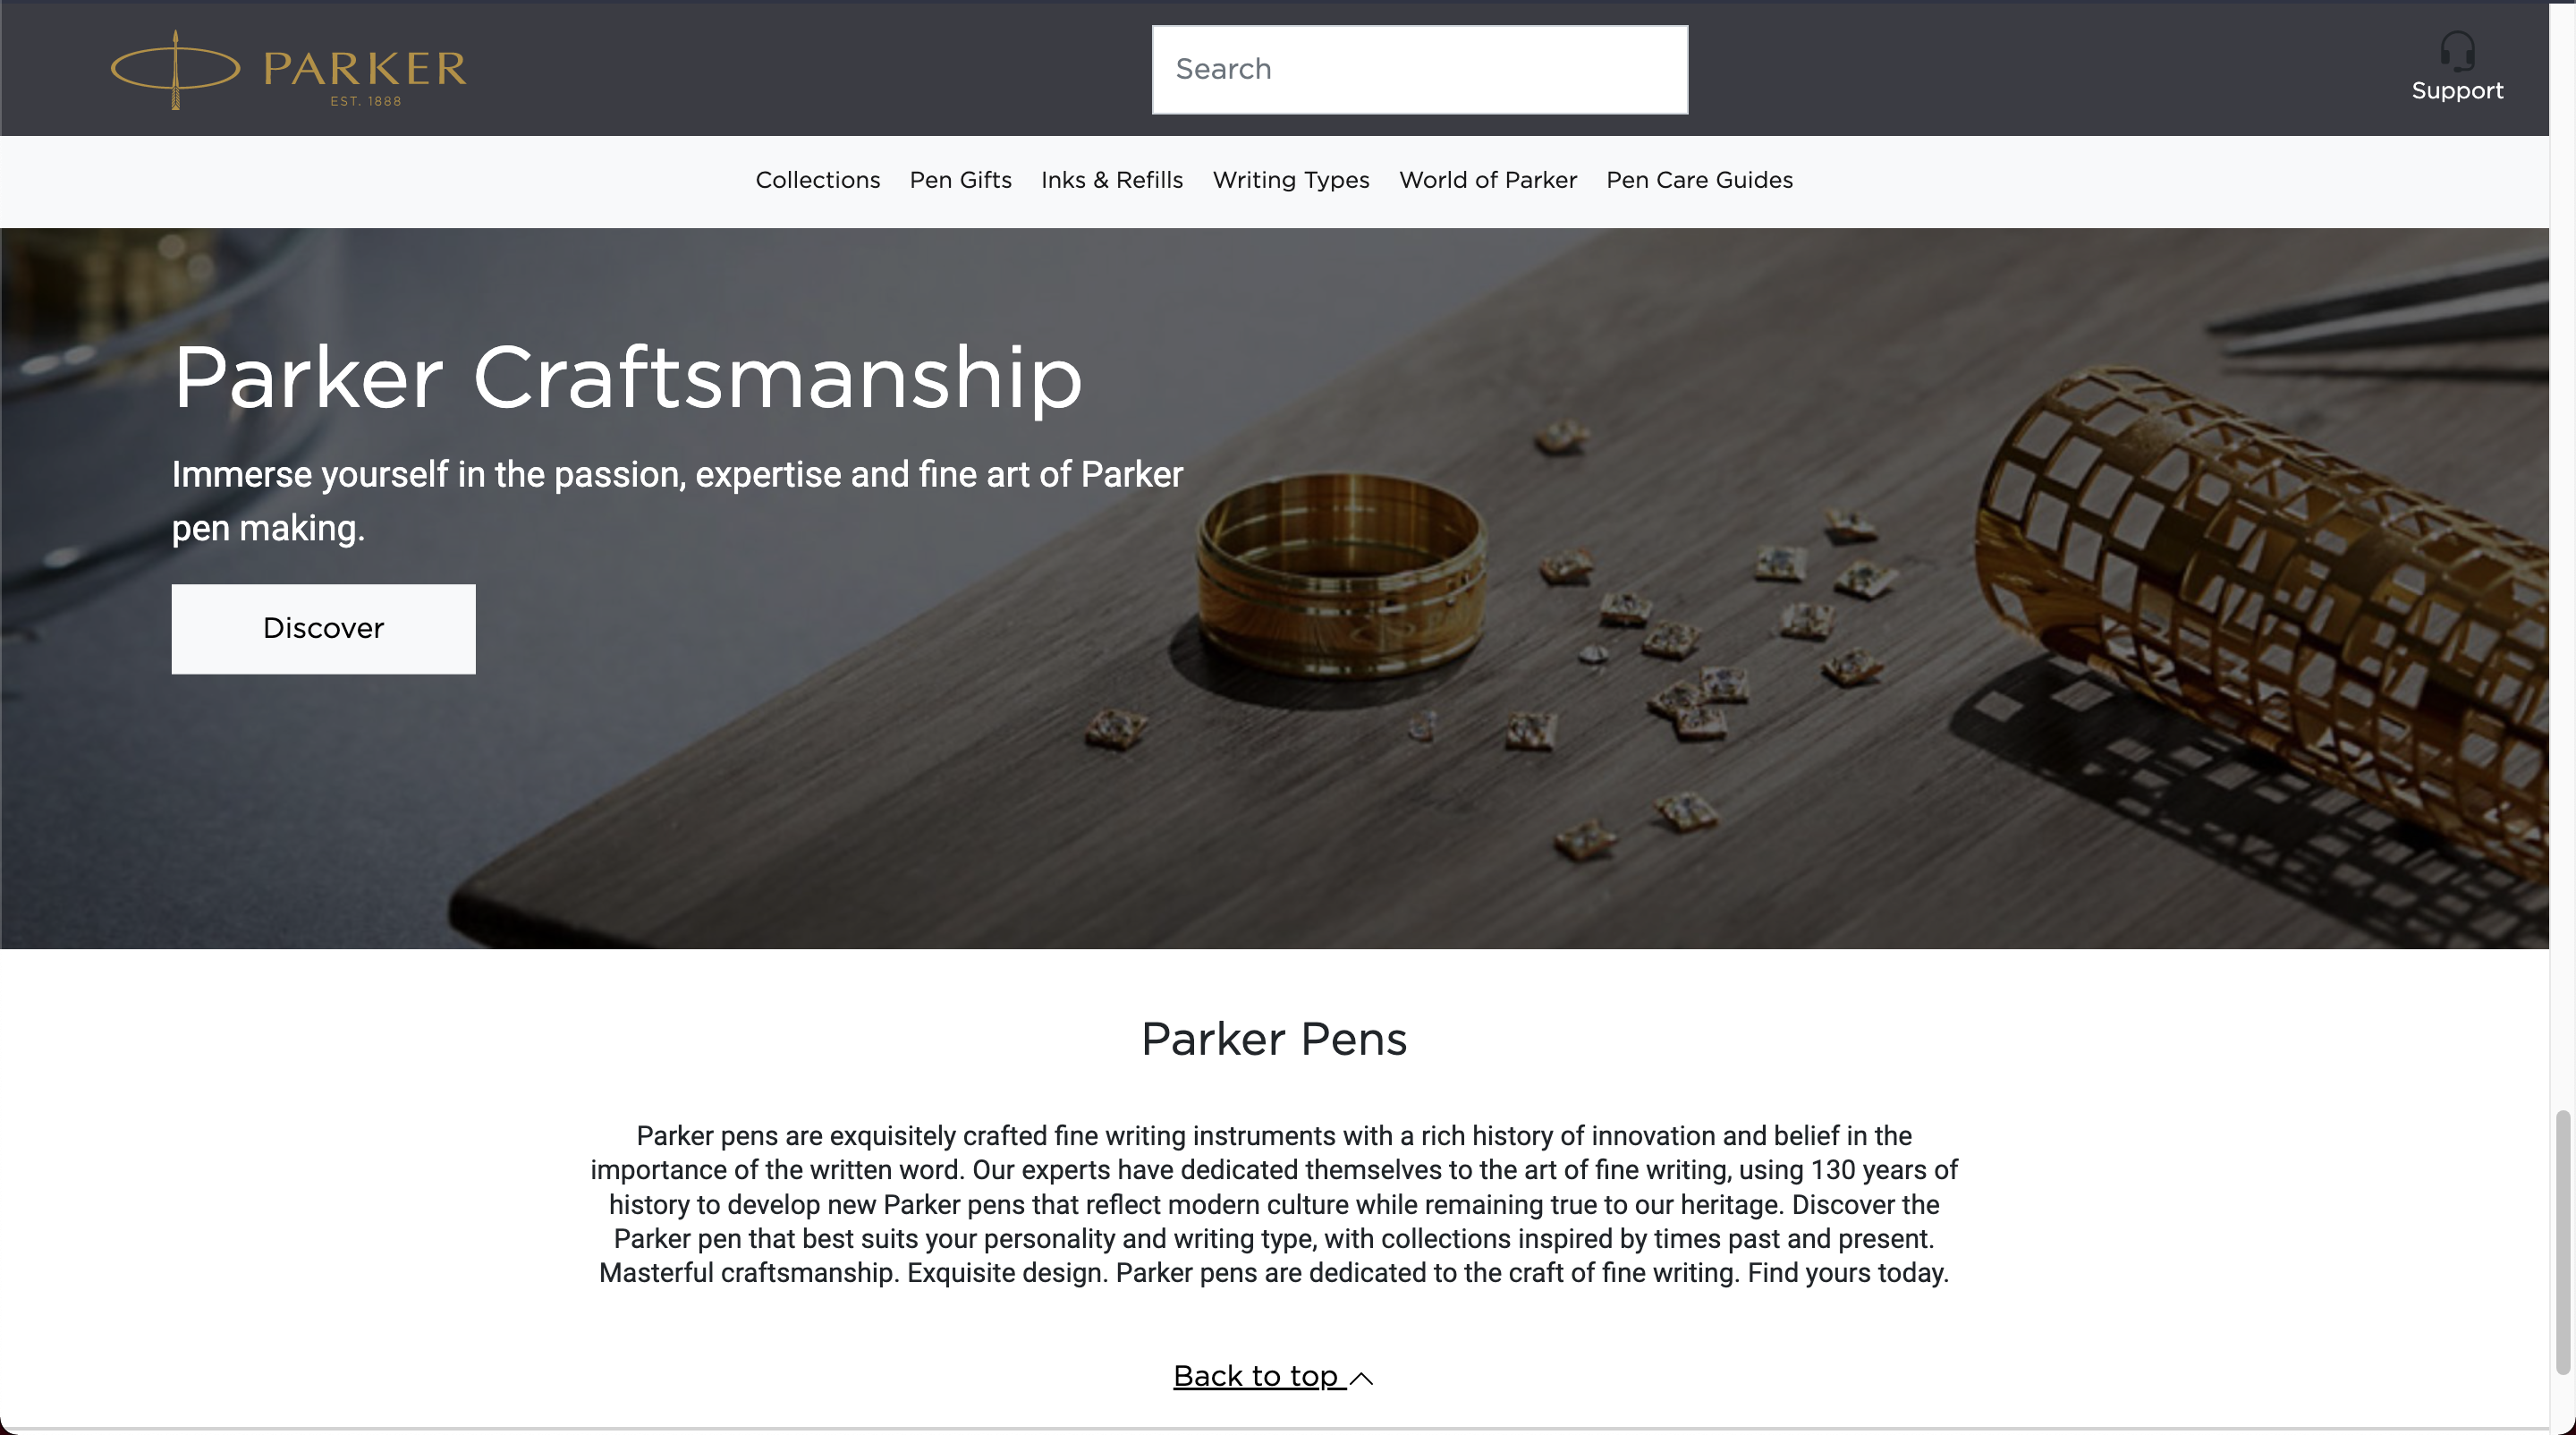 PARKER
EST. 1888
Search
Support
Collections
Pen Gifts
Inks & Refills
Writing Types
World of Parker
Pen Care Guides
Parker Craftsmanship
Immerse yourself in the passion, expertise and fine art of Parker
pen making.
Discover
Parker Pens
Parker pens are exquisitely crafted fine writing instruments with a rich history of innovation and belief in the
importance of the written word. Our experts have dedicated themselves to the art of fine writing, using 130 years of
history to develop new Parker pens that reflect modern culture while remaining true to our heritage. Discover the
Parker pen that best suits your personality and writing type, with collections inspired by times past and present.
Masterful craftsmanship. Exquisite design. Parker pens are dedicated to the craft of fine writing. Find yours today.
Back to top